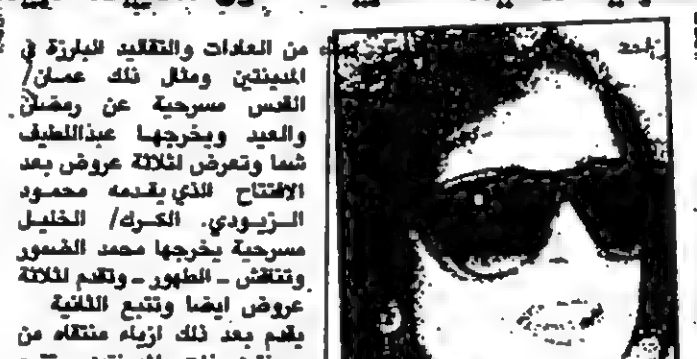 من العادات والتقاليد البارزة في
المدينتين ومثال ذلك عمان/
القدس مسرحية عن رمضان
والعيد ويخرجها عبداللطيف
شما وتعرض لثلاثة عروض بعد
الافتتاح الذي يقدمه محمود
الزيودي. الكرك/ الخليل
مسرحية يخرجها محمد الضمور
وتناقش ـ الطهور ـ وتقدم لثلاثة
عروض ايضا وتتبع الثانية
يقدم بعد ذلك ازياء منتقاه من